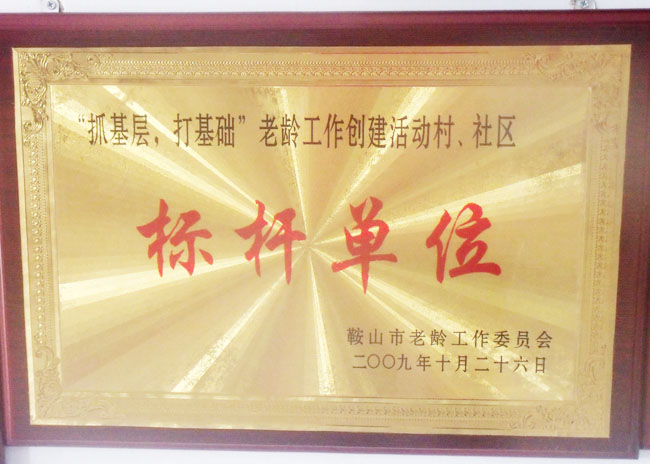 “抓基层，打基础”老龄工作创建活动村、社区
标杆单位
鞍山市老龄工作委员会
二〇〇九年十月二十六日